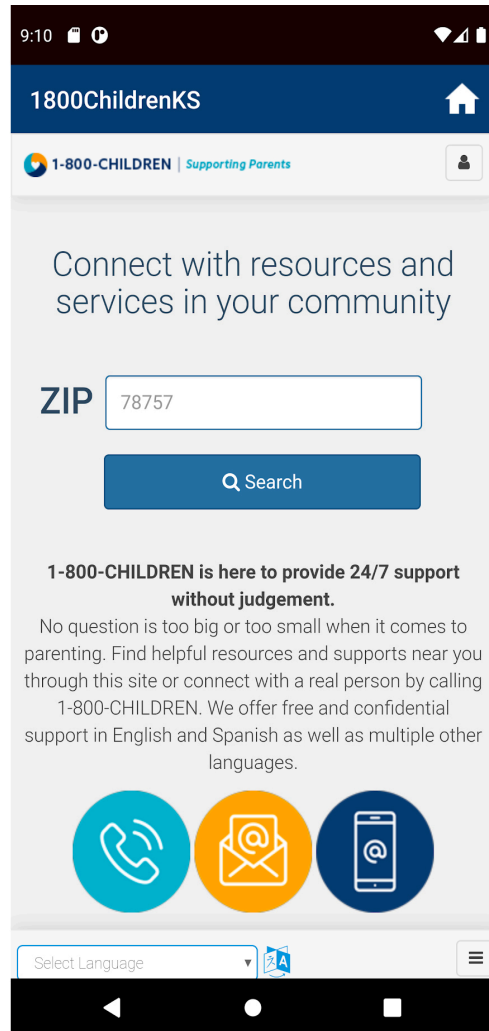 9:10
1800ChildrenKS
1-800-CHILDREN | Supporting Parents
Connect with resources and
services in your community
ZIP 78757
Search
1-800-CHILDREN is here to provide 24/7 support
without judgement.
No question is too big or too small when it comes to
parenting. Find helpful resources and supports near you
through this site or connect with a real person by calling
1-800-CHILDREN. We offer free and confidential
support in English and Spanish as well as multiple other
languages.
@ @
Select Language